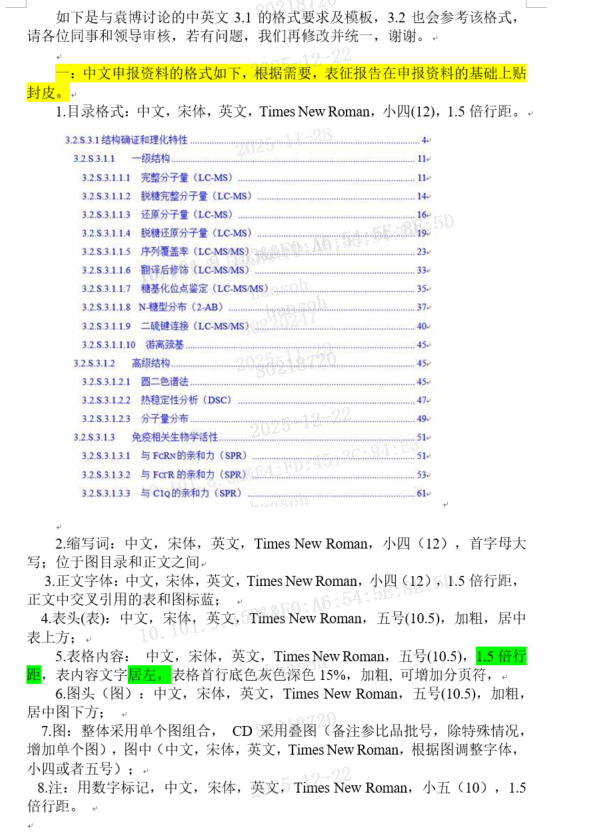 如下是与袁博讨论的中英文 3.1 的格式要求及模板，3.2 也会参考该格式，
请各位同事和领导审核，若有问题，我们再修改并统一，谢谢。
一：中文申报资料的格式如下，根据需要，表征报告在申报资料的基础上贴
封皮。
1.目录格式：中文，宋体，英文，Times New Roman，小四(12)，1.5 倍行距。
3.2.S.3.1 结构确证和理化特性 4
3.2.S.3.1.1 一级结构 11
3.2.S.3.1.1.1 完整分子量（LC-MS） 11
3.2.S.3.1.1.2 脱糖完整分子量（LC-MS） 14
3.2.S.3.1.1.3 还原分子量（LC-MS） 16
3.2.S.3.1.1.4 脱糖还原分子量（LC-MS） 19
3.2.S.3.1.1.5 序列覆盖率（LC-MS/MS） 23
3.2.S.3.1.1.6 翻译后修饰（LC-MS/MS） 33
3.2.S.3.1.1.7 糖基化位点鉴定（LC-MS/MS） 35
3.2.S.3.1.1.8 N-糖型分布（2-AB） 37
3.2.S.3.1.1.9 二硫键连接（LC-MS/MS） 40
3.2.S.3.1.1.10 游离巯基 45
3.2.S.3.1.2 高级结构 45
3.2.S.3.1.2.1 圆二色谱法 45
3.2.S.3.1.2.2 热稳定性分析（DSC） 47
3.2.S.3.1.2.3 分子量分布 49
3.2.S.3.1.3 免疫相关生物学活性 51
3.2.S.3.1.3.1 与 FcRN的亲和力（SPR） 51
3.2.S.3.1.3.2 与 FcΓR 的亲和力（SPR） 53
3.2.S.3.1.3.3 与 C1Q的亲和力（SPR） 61
2.缩写词：中文，宋体，英文，Times New Roman，小四（12），首字母大
写；位于图目录和正文之间
3.正文字体：中文，宋体，英文，Times New Roman，小四（12），1.5 倍行距，
正文中交叉引用的表和图标蓝；
4.表头(表)：中文，宋体，英文，Times New Roman，五号(10.5)，加粗，居中
表上方；
5.表格内容： 中文，宋体，英文，Times New Roman，五号(10.5)，1.5 倍行
距，表内容文字居左，表格首行底色灰色深色 15%，加粗, 可增加分页符，
6.图头（图）：中文，宋体，英文，Times New Roman，五号(10.5)，加粗，
居中图下方；
7.图：整体采用单个图组合， CD 采用叠图（备注参比品批号，除特殊情况，
增加单个图），图中（中文，宋体，英文，Times New Roman，根据图调整字体，
小四或者五号）；
8.注：用数字标记，中文，宋体，英文，Times New Roman，小五（10），1.5
倍行距。